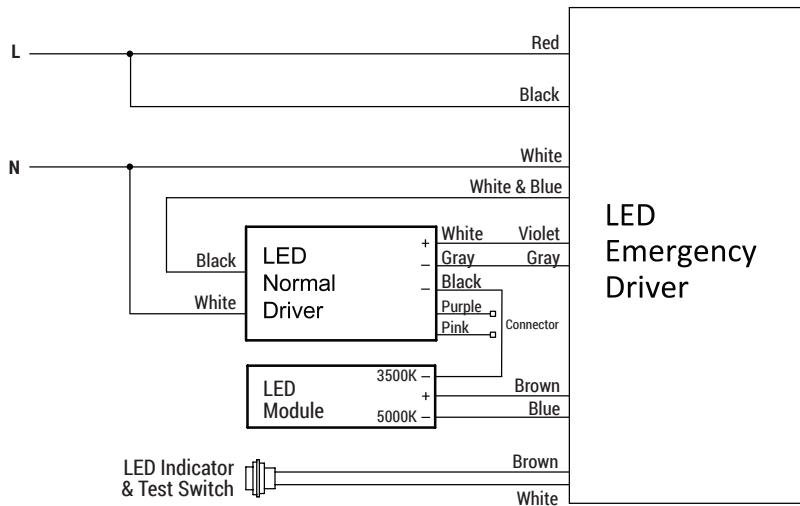 L
Red
Black
N
White
White & Blue
LED
Emergency
Driver
Black
White
LED
Normal
Driver
+
White
Violet
–
Gray
Gray
–
Black
Purple
Pink
Connector
LED
Module
3500K –
+
5000K –
Brown
Blue
LED Indicator
& Test Switch
Brown
White